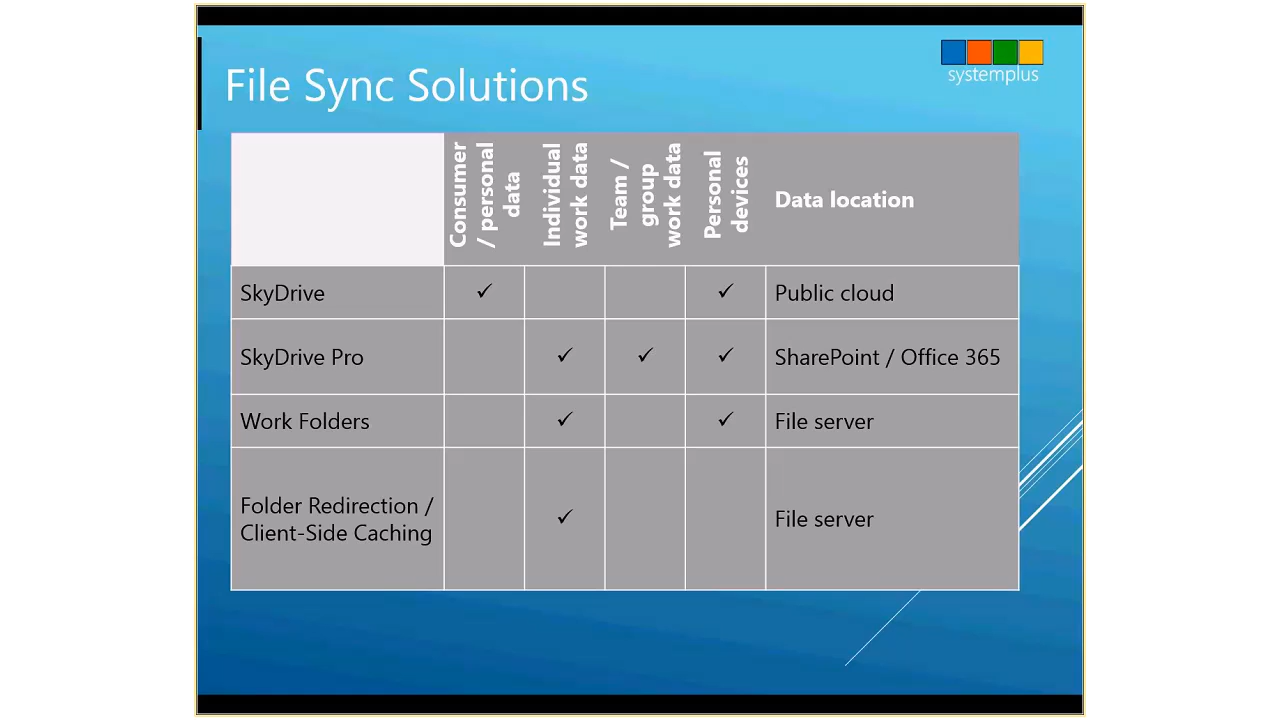 systemplus
File Sync Solutions
Consumer
/ personal
data
Individual
work data
Team /
group
work data
Personal
devices
Data location
SkyDrive
✓
✓
Public cloud
SkyDrive Pro
✓
✓
✓
SharePoint / Office 365
Work Folders
✓
✓
File server
Folder Redirection /
Client-Side Caching
✓
File server